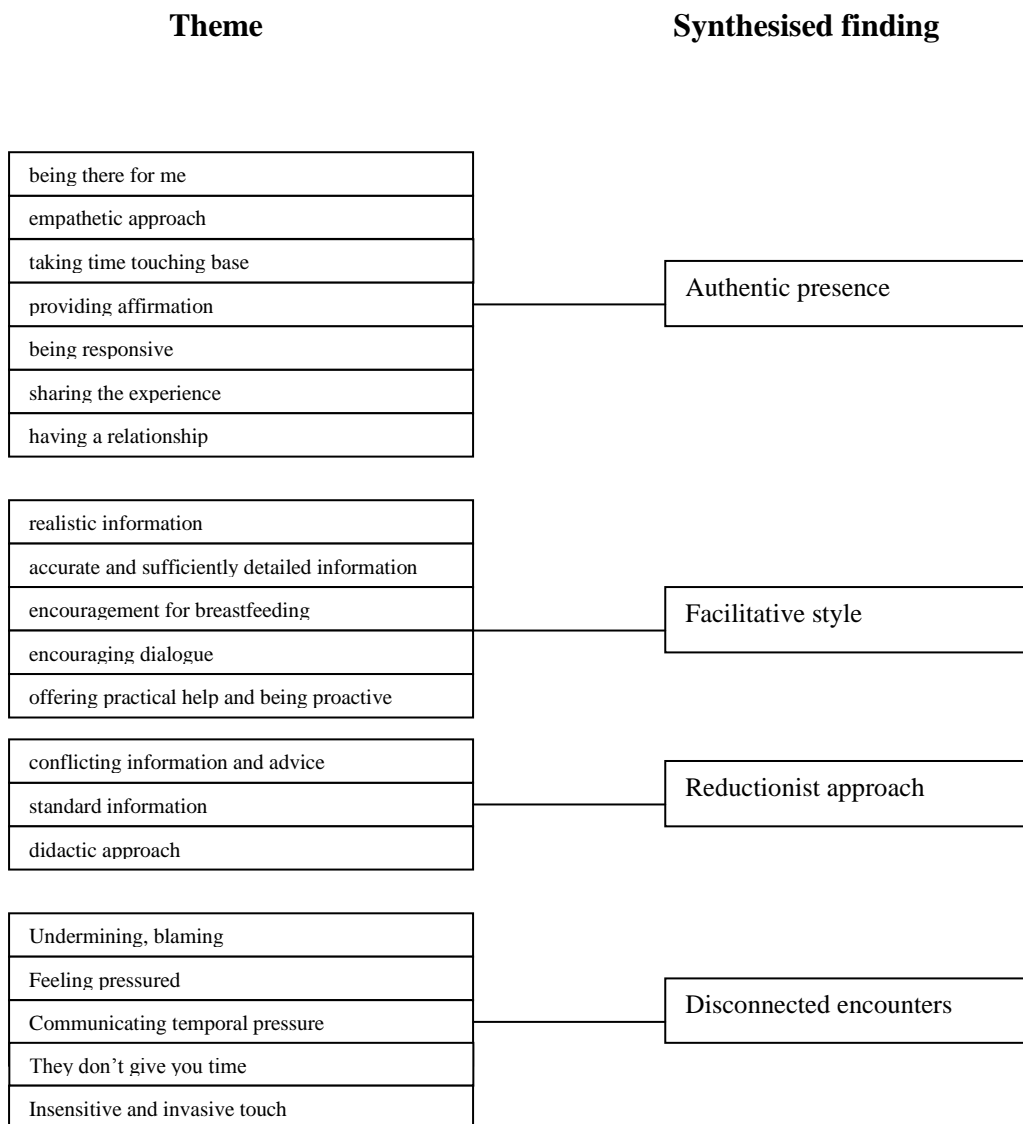 Theme Synthesised finding
being there for me
empathetic approach
taking time touching base
providing affirmation
being responsive
sharing the experience
having a relationship
Authentic presence
realistic information
accurate and sufficiently detailed information
encouragement for breastfeeding
encouraging dialogue
offering practical help and being proactive
Facilitative style
conflicting information and advice
standard information
didactic approach
Reductionist approach
Undermining, blaming
Feeling pressured
Communicating temporal pressure
They don’t give you time
Insensitive and invasive touch
Disconnected encounters